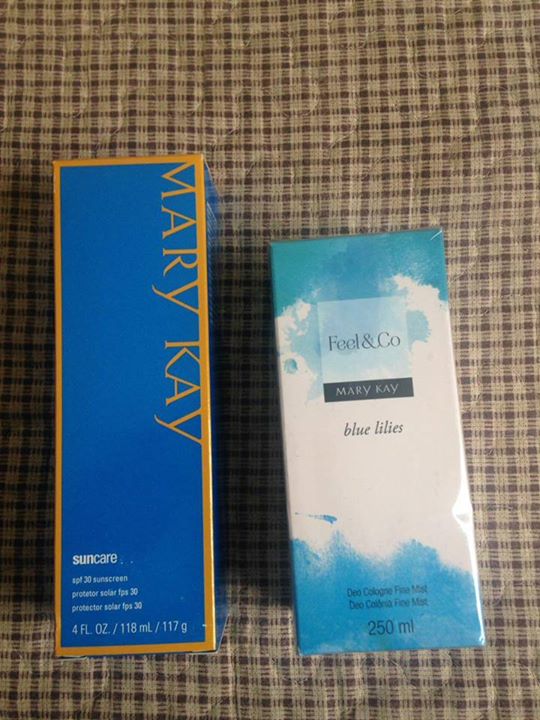 MARY KAY
suncare
spf 30 sunscreen
protetor solar fps 30
protector solar fps 30
4 FL. OZ. / 118 mL / 117 g
Feel&Co
MARY KAY
blue lilies
Deo Cologne Fine Mist
Deo Colônia Fine Mist
250 ml